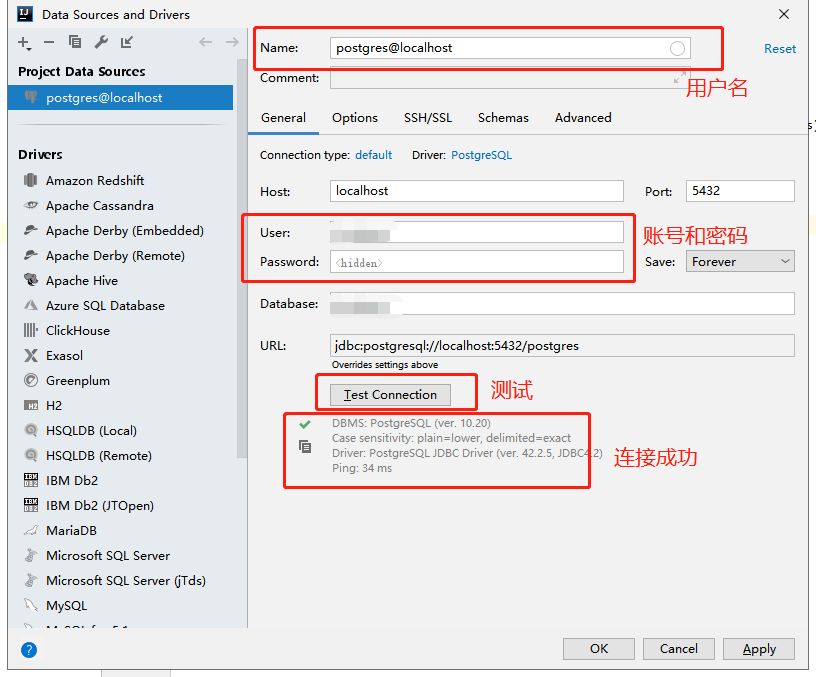 Data Sources and Drivers
Project Data Sources
postgres@localhost
Drivers
Amazon Redshift
Apache Cassandra
Apache Derby (Embedded)
Apache Derby (Remote)
Apache Hive
Azure SQL Database
ClickHouse
Exasol
Greenplum
H2
HSQLDB (Local)
HSQLDB (Remote)
IBM Db2
IBM Db2 (JTOpen)
MariaDB
Microsoft SQL Server
Microsoft SQL Server (jTds)
MySQL
Name: postgres@localhost
Reset
Comment:
用户名
General Options SSH/SSL Schemas Advanced
Connection type: default Driver: PostgreSQL
Host: localhost Port: 5432
User:
账号和密码
Password: <hidden> Save: Forever
Database:
URL: jdbc:postgresql://localhost:5432/postgres
Overrides settings above
Test Connection 测试
DBMS: PostgreSQL (ver. 10.20)
Case sensitivity: plain=lower, delimited=exact
Driver: PostgreSQL JDBC Driver (ver. 42.2.5, JDBC4.2)
连接成功
Ping: 34 ms
? OK Cancel Apply